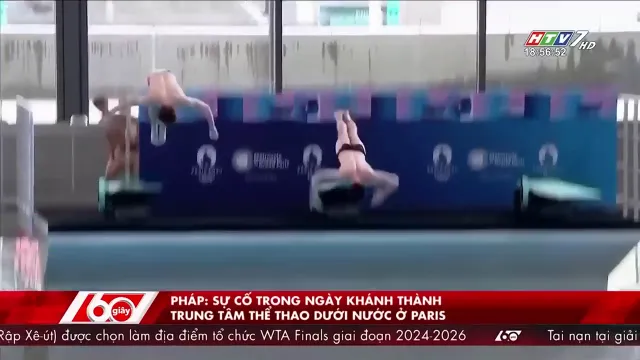 HTV7 HD
18:56:52
60 giây
PHÁP: SỰ CỐ TRONG NGÀY KHÁNH THÀNH
TRUNG TÂM THỂ THAO DƯỚI NƯỚC Ở PARIS
Rập Xê-út) được chọn làm địa điểm tổ chức WTA Finals giai đoạn 2024-2026 60 Tai nạn tại giải